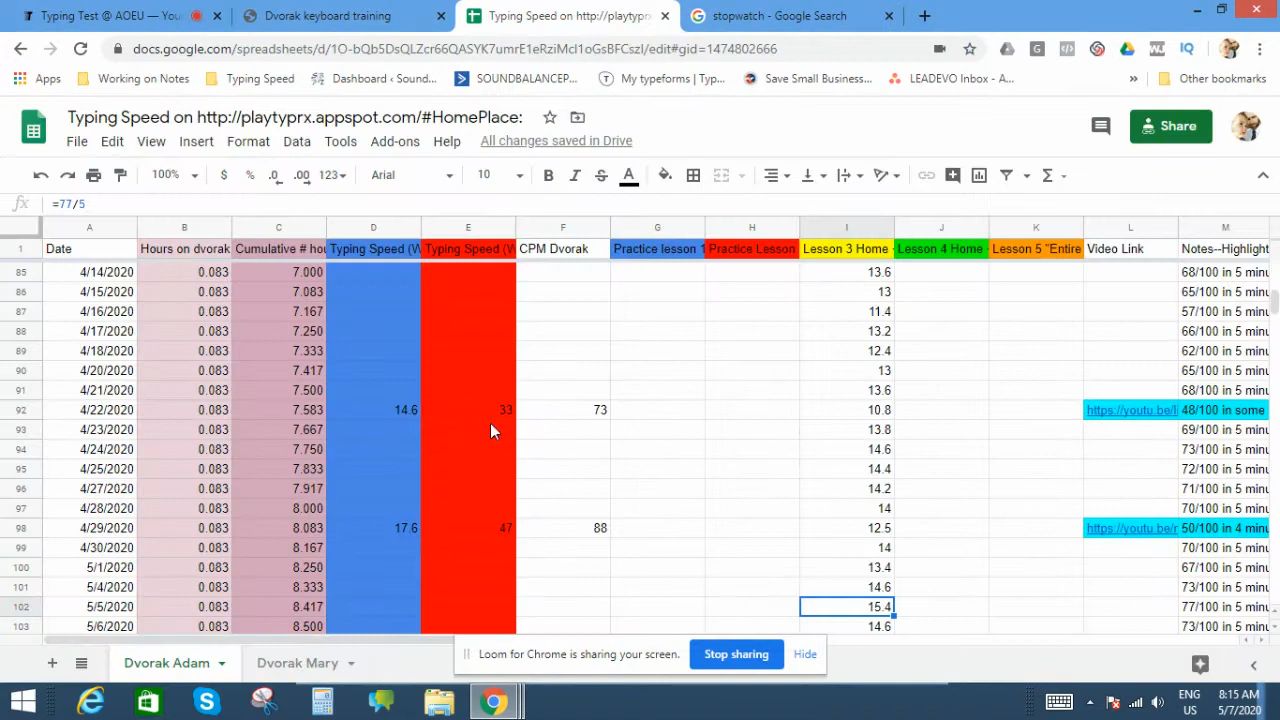 Typing Test @ AOEU — Your
Dvorak keyboard training
Typing Speed on http://playtyprx
stopwatch - Google Search
docs.google.com/spreadsheets/d/1O-bQb5DsQLZcr66QASYK7umrE1eRziMcI1oGsBFCszI/edit#gid=1474802666
Apps Working on Notes Typing Speed Dashboard ‹ Sound... SOUNDBALANCEP... My typeforms | Typ... Save Small Business... LEADEVO Inbox - A... » Other bookmarks
Typing Speed on http://playtyprx.appspot.com/#HomePlace:
File Edit View Insert Format Data Tools Add-ons Help All changes saved in Drive
Share
100% $ % .0 .00 123 Arial 10
fx =77/5
A B C D E F G H I J K L M
1 Date Hours on dvorak Cumulative # hou Typing Speed (W Typing Speed (W CPM Dvorak Practice lesson 1 Practice Lesson Lesson 3 Home Lesson 4 Home Lesson 5 "Entire Video Link Notes--Highlight
85 4/14/2020 0.083 7.000 13.6 68/100 in 5 minu
86 4/15/2020 0.083 7.083 13 65/100 in 5 minu
87 4/16/2020 0.083 7.167 11.4 57/100 in 5 minu
88 4/17/2020 0.083 7.250 13.2 66/100 in 5 minu
89 4/18/2020 0.083 7.333 12.4 62/100 in 5 minu
90 4/20/2020 0.083 7.417 13 65/100 in 5 minu
91 4/21/2020 0.083 7.500 13.6 68/100 in 5 minu
92 4/22/2020 0.083 7.583 14.6 33 73 10.8 https://youtu.be/l 48/100 in some
93 4/23/2020 0.083 7.667 13.8 69/100 in 5 minu
94 4/24/2020 0.083 7.750 14.6 73/100 in 5 minu
95 4/25/2020 0.083 7.833 14.4 72/100 in 5 minu
96 4/27/2020 0.083 7.917 14.2 71/100 in 5 minu
97 4/28/2020 0.083 8.000 14 70/100 in 5 minu
98 4/29/2020 0.083 8.083 17.6 47 88 12.5 https://youtu.be/r 50/100 in 4 minu
99 4/30/2020 0.083 8.167 14 70/100 in 5 minu
100 5/1/2020 0.083 8.250 13.4 67/100 in 5 minu
101 5/4/2020 0.083 8.333 14.6 73/100 in 5 minu
102 5/5/2020 0.083 8.417 15.4 77/100 in 5 minu
103 5/6/2020 0.083 8.500 14.6 73/100 in 5 minu
Loom for Chrome is sharing your screen. Stop sharing Hide
Dvorak Adam Dvorak Mary
ENG 8:15 AM
US 5/7/2020